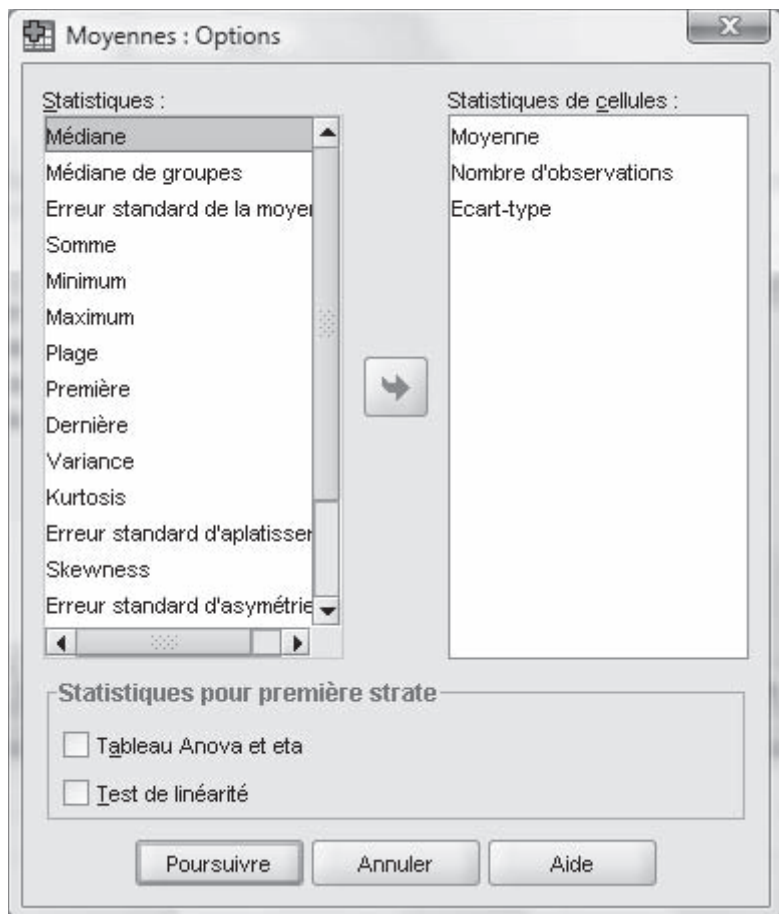 Moyennes : Options
Statistiques :
Médiane
Médiane de groupes
Erreur standard de la moyer
Somme
Minimum
Maximum
Plage
Première
Dernière
Variance
Kurtosis
Erreur standard d'aplatisser
Skewness
Erreur standard d'asymétrie
Statistiques de cellules :
Moyenne
Nombre d'observations
Ecart-type
Statistiques pour première strate
Tableau Anova et eta
Test de linéarité
Poursuivre
Annuler
Aide